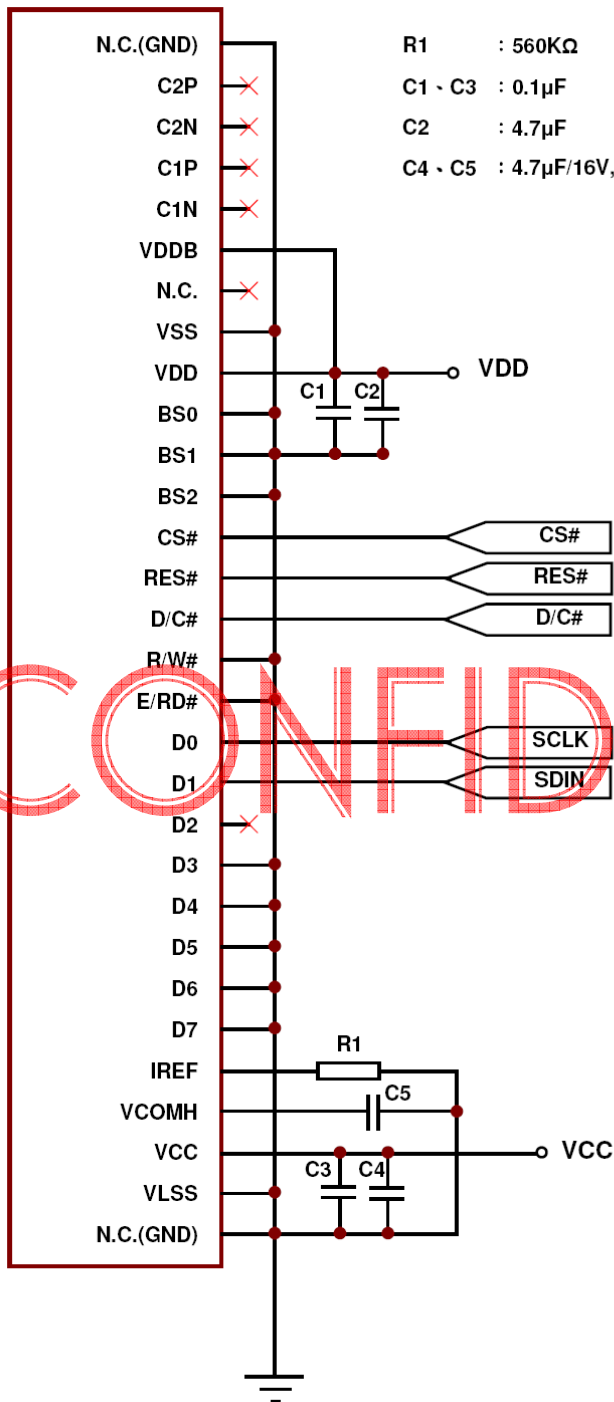 N.C.(GND)
C2P
C2N
C1P
C1N
VDDB
N.C.
VSS
VDD
BS0
BS1
BS2
CS#
RES#
D/C#
R/W#
E/RD#
D0
D1
D2
D3
D4
D5
D6
D7
IREF
VCOMH
VCC
VLSS
N.C.(GND)
R1 : 560KΩ
C1、C3 : 0.1μF
C2 : 4.7μF
C4、C5 : 4.7μF/16V,
VDD
C1
C2
CS#
RES#
D/C#
SCLK
SDIN
R1
C5
VCC
C3
C4
CONFID